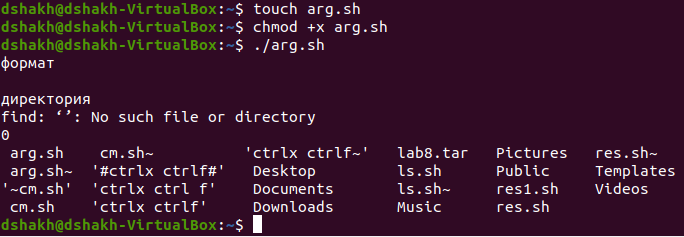 dshakh@dshakh-VirtualBox:~$ touch arg.sh
dshakh@dshakh-VirtualBox:~$ chmod +x arg.sh
dshakh@dshakh-VirtualBox:~$ ./arg.sh
формат

директория
find: ‘’: No such file or directory
0
 arg.sh    cm.sh~          'ctrlx ctrlf~'   lab8.tar   Pictures   res.sh~
 arg.sh~  '#ctrlx ctrlf#'   Desktop         ls.sh      Public     Templates
'~cm.sh'  'ctrlx ctrl f'    Documents       ls.sh~     res1.sh    Videos
 cm.sh    'ctrlx ctrlf'     Downloads       Music      res.sh
dshakh@dshakh-VirtualBox:~$